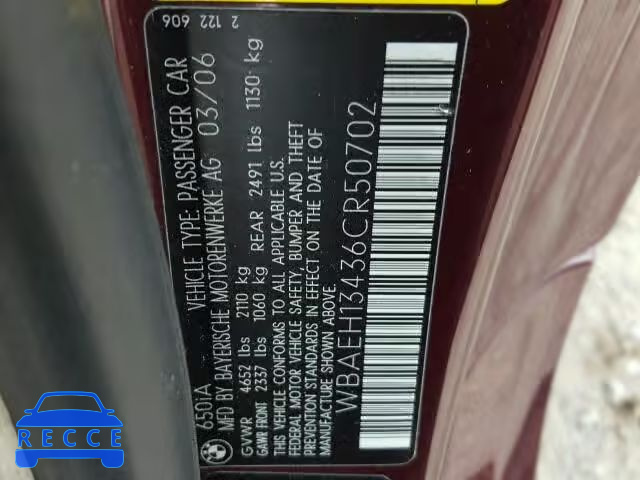 650iA
VEHICLE TYPE: PASSENGER CAR
MFD BY BAYERISCHE MOTORENWERKE AG 03/06
GVWR 4652 lbs 2110 kg
GAWR FRONT 2337 lbs 1060 kg REAR 2491 lbs 1130 kg
THIS VEHICLE CONFORMS TO ALL APPLICABLE U.S.
FEDERAL MOTOR VEHICLE SAFETY, BUMPER AND THEFT
PREVENTION STANDARDS IN EFFECT ON THE DATE OF
MANUFACTURE SHOWN ABOVE.
WBAEH13436CR50702
2 122 606
RECCE